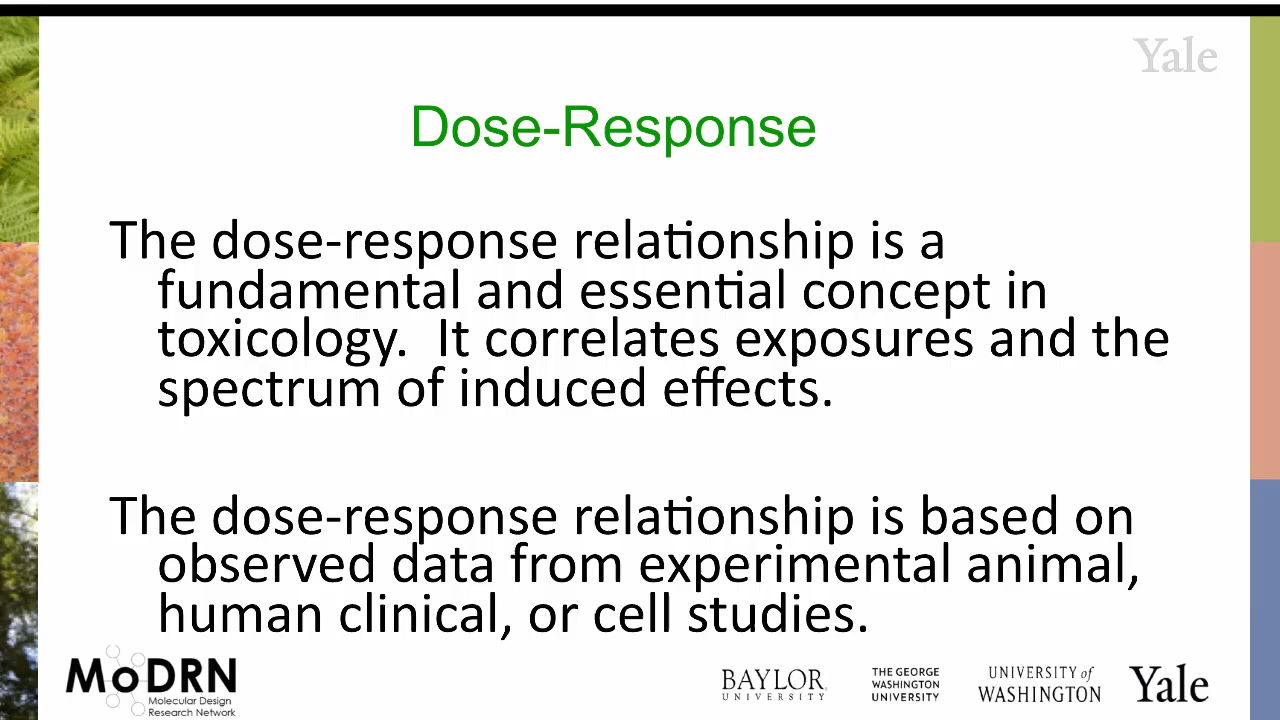 Yale
Dose-Response
The dose-response relationship is a
fundamental and essential concept in
toxicology.  It correlates exposures and the
spectrum of induced effects.
The dose-response relationship is based on
observed data from experimental animal,
human clinical, or cell studies.
MoDRN
Molecular Design
Research Network
BAYLOR
UNIVERSITY
THE GEORGE
WASHINGTON
UNIVERSITY
UNIVERSITY of
WASHINGTON
Yale